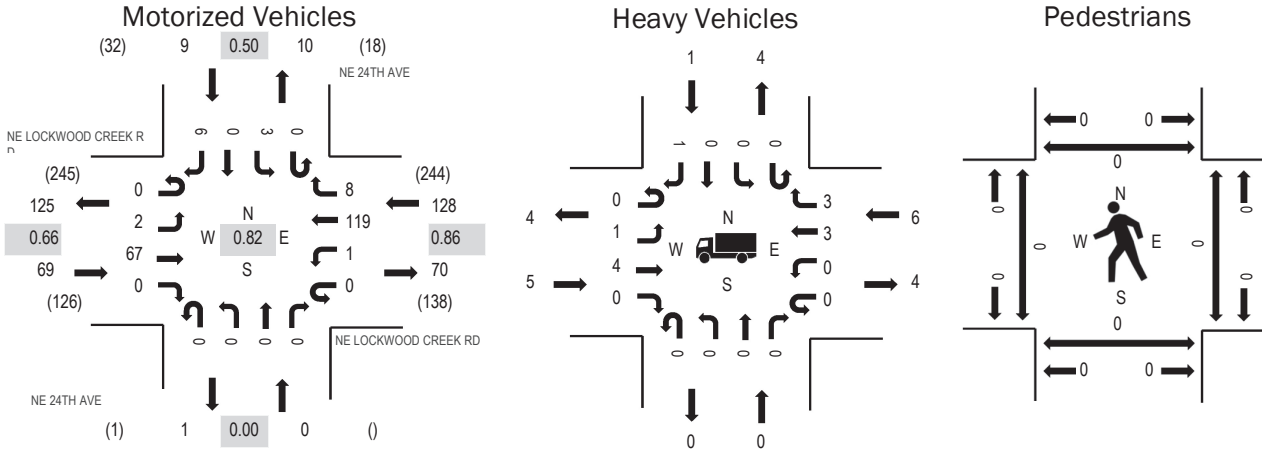 Motorized Vehicles
(32) 9 0.50 10 (18)
NE 24TH AVE
6 0 3 0
NE LOCKWOOD CREEK R
D
(245) 0 8 (244)
125 2 119 128
0.66 N W 0.82 E S 0.86
69 67 1 70
(126) 0 0 (138)
0 0 0 0
NE LOCKWOOD CREEK RD
NE 24TH AVE
(1) 1 0.00 0 ()
Heavy Vehicles
1 4
1 0 0 0
0 3
4 1 3 6
N
W E
S
5 4 0 4
0 0
0 0 0 0
0 0
Pedestrians
0 0
0
0 0 0 0
N
W E
S
0 0
0
0 0